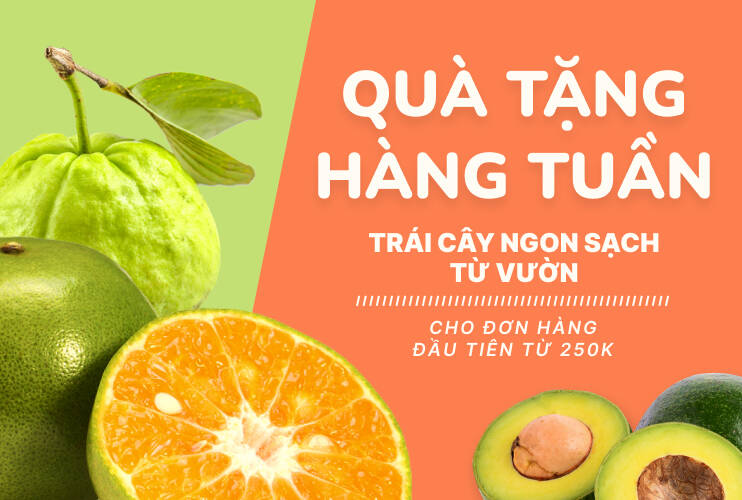 QUÀ TẶNG
HÀNG TUẦN
TRÁI CÂY NGON SẠCH
TỪ VƯỜN
CHO ĐƠN HÀNG
ĐẦU TIÊN TỪ 250K